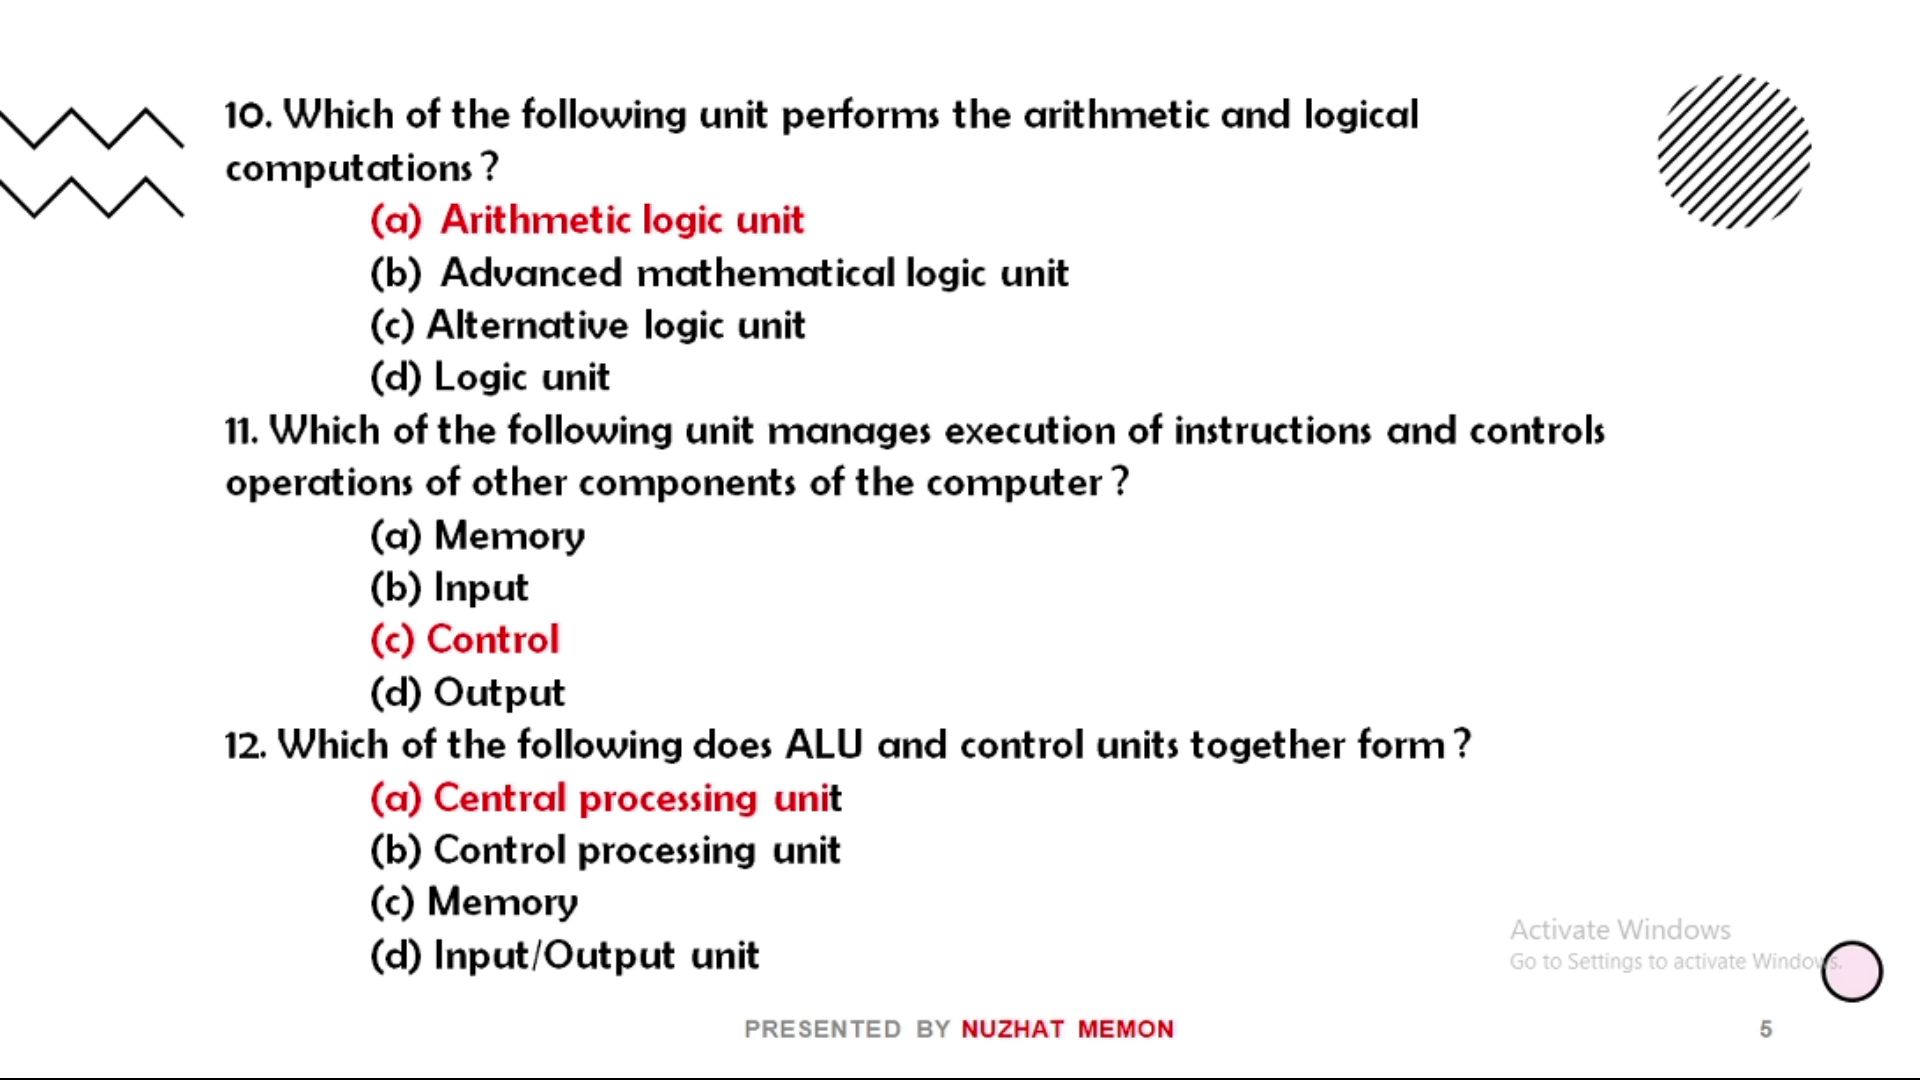 10. Which of the following unit performs the arithmetic and logical
computations ?
(a) Arithmetic logic unit
(b) Advanced mathematical logic unit
(c) Alternative logic unit
(d) Logic unit
11. Which of the following unit manages execution of instructions and controls
operations of other components of the computer ?
(a) Memory
(b) Input
(c) Control
(d) Output
12. Which of the following does ALU and control units together form ?
(a) Central processing unit
(b) Control processing unit
(c) Memory
(d) Input/Output unit
Activate Windows
Go to Settings to activate Windows.
PRESENTED BY NUZHAT MEMON
5